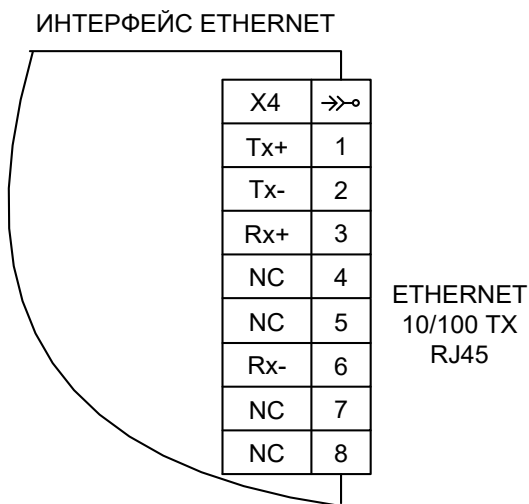 ИНТЕРФЕЙС ETHERNET
X4
Tx+ 1
Tx- 2
Rx+ 3
NC 4
NC 5
Rx- 6
NC 7
NC 8
ETHERNET
10/100 TX
RJ45